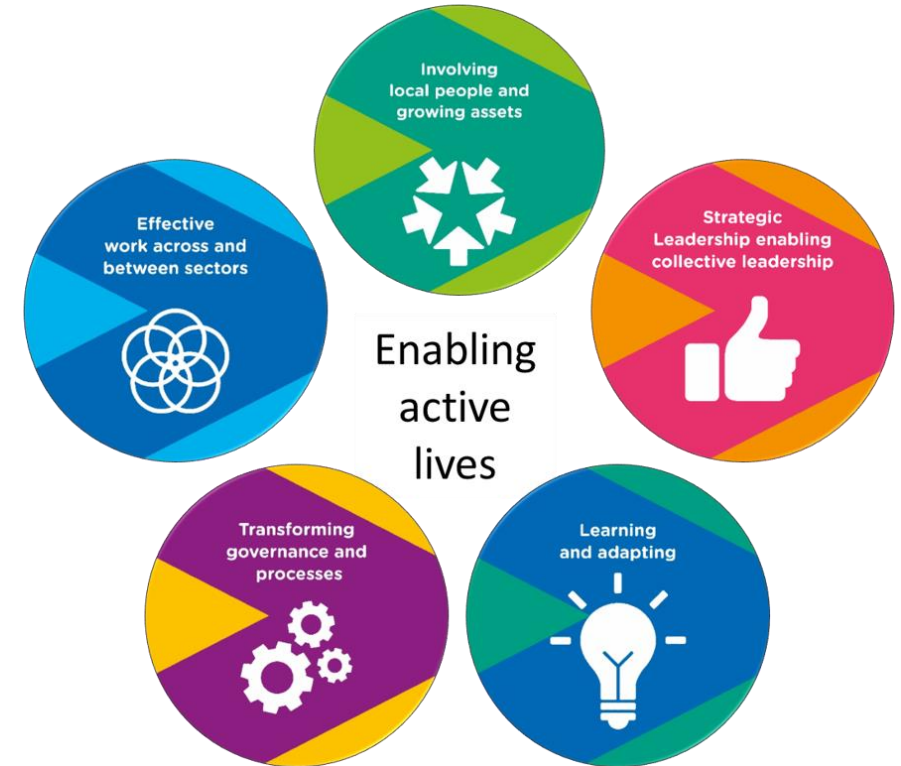 Involving
local people and
growing assets
Effective
work across and
between sectors
Strategic
Leadership enabling
collective leadership
Enabling
active
lives
Transforming
governance and
processes
Learning
and adapting